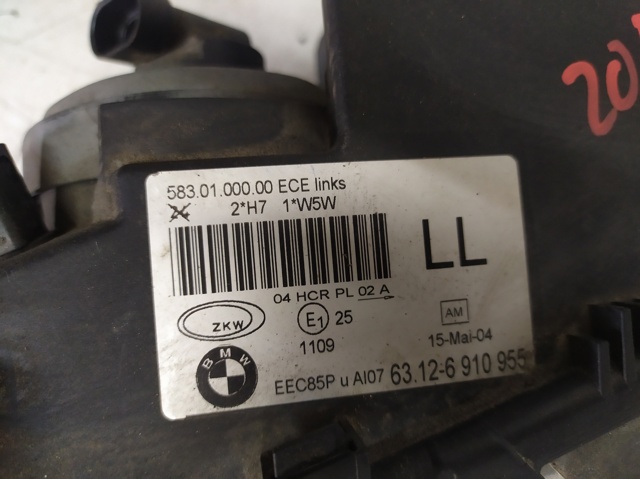 583.01.000.00 ECE links
2*H7 1*W5W
LL
04 HCR PL 02 A
ZKW
E1 25
AM
1109
15-Mai-04
BMW
EEC85P u Al07 63.12-6 910 955